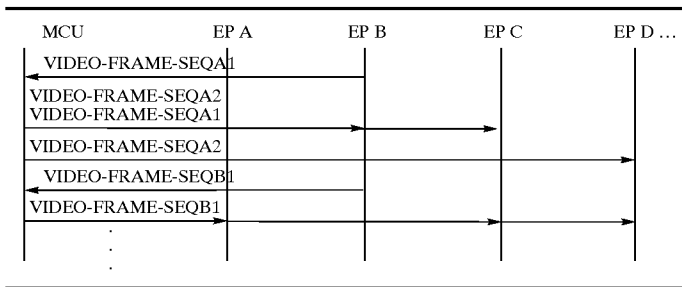 MCU EP A EP B EP C EP D ...
VIDEO-FRAME-SEQA1
VIDEO-FRAME-SEQA2
VIDEO-FRAME-SEQA1
VIDEO-FRAME-SEQA2
VIDEO-FRAME-SEQB1
VIDEO-FRAME-SEQB1
.
.
.